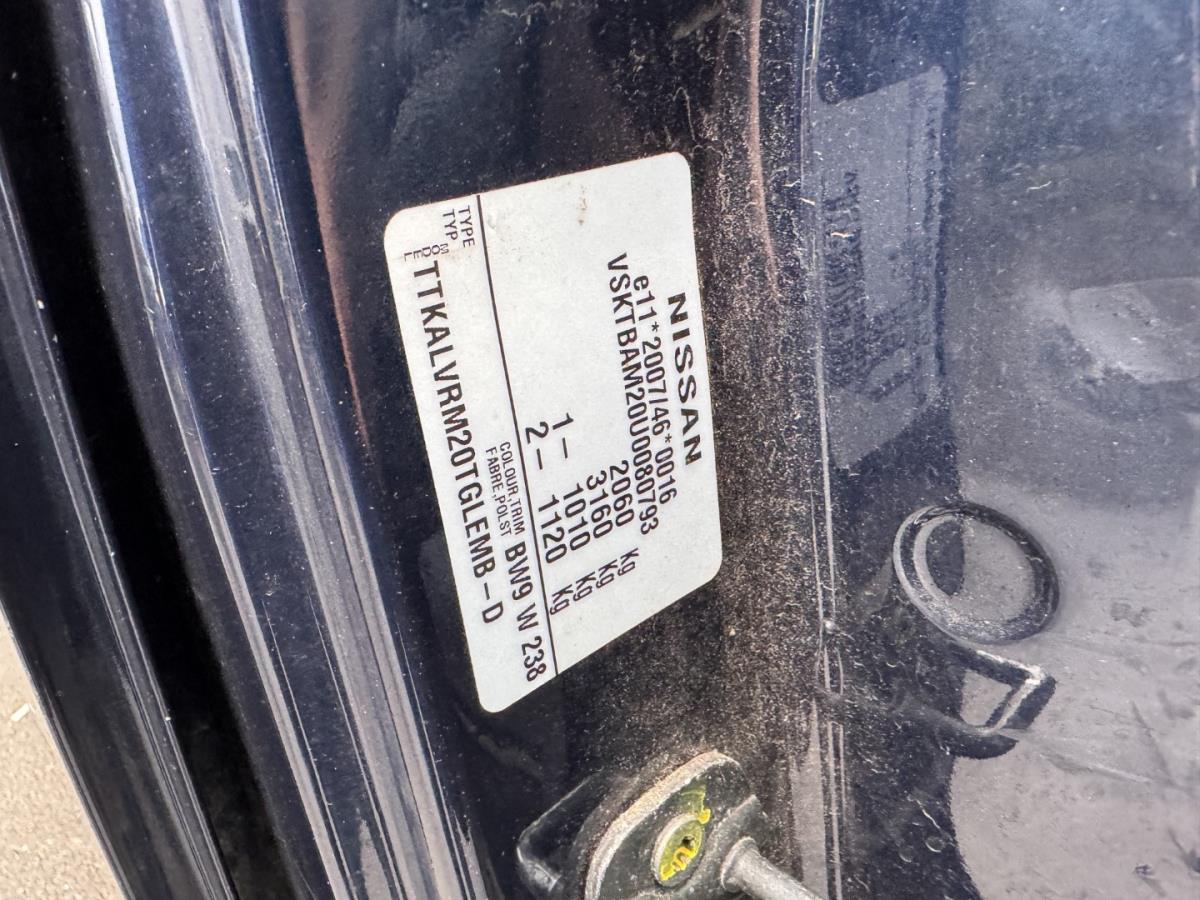 NISSAN
e11*2007/46*0016
VSKTBAM20U0080793
2060 Kg
3160 Kg
1– 1010 Kg
2– 1120 Kg
TYPE
TYP
COLOUR,TRIM
FABRE,POLST
BW9 W 238
MODEL
TTKALVRM20TGLEMB–D